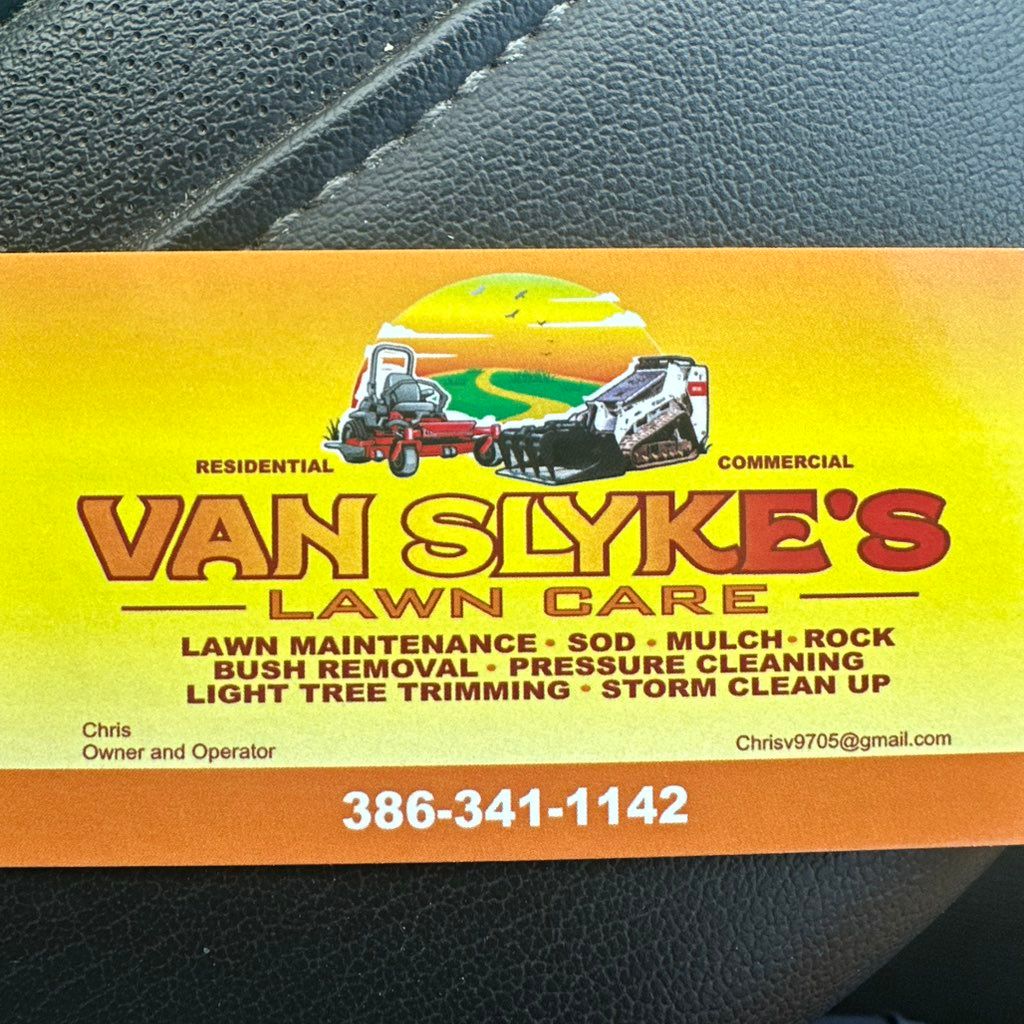 RESIDENTIAL
COMMERCIAL
VAN SLYKE'S
LAWN CARE
LAWN MAINTENANCE • SOD • MULCH • ROCK
BUSH REMOVAL • PRESSURE CLEANING
LIGHT TREE TRIMMING • STORM CLEAN UP
Chris
Owner and Operator
Chrisv9705@gmail.com
386-341-1142